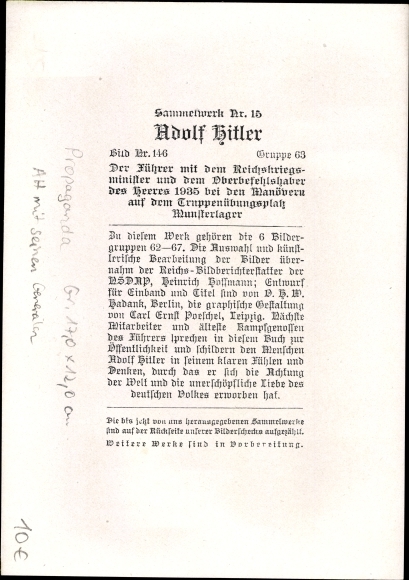 Sammelwerk Nr. 15
Adolf Hitler
Bild Nr. 146 Gruppe 63
Der Führer mit dem Reichskriegs-
minister und dem Oberbefehlshaber
des Heeres 1935 bei den Manövern
auf dem Truppenübungsplatz
Munsterlager
Zu diesem Werk gehören die 6 Bilder-
gruppen 62—67. Die Auswahl und künst-
lerische Bearbeitung der Bilder über-
nahm der Reichs-Bildberichterstatter der
NSDAP, Heinrich Hoffmann; Entwurf
für Einband und Titel sind von O. H. W.
Hadank, Berlin, die graphische Gestaltung
von Carl Ernst Poeschel, Leipzig. Nächste
Mitarbeiter und älteste Kampfgenossen
des Führers sprechen in diesem Buch zur
Öffentlichkeit und schildern den Menschen
Adolf Hitler in seinem klaren Fühlen und
Denken, durch das er sich die Achtung
der Welt und die unerschöpfliche Liebe des
deutschen Volkes erworben hat.
Die bis jetzt von uns herausgegebenen Sammelwerke
sind auf der Rückseite unserer Bilderschecks aufgezählt.
Weitere Werke sind in Vorbereitung.
Propaganda Gr. 17,0 x 12,0 cm.
AH mit seinen Generälen
10 €